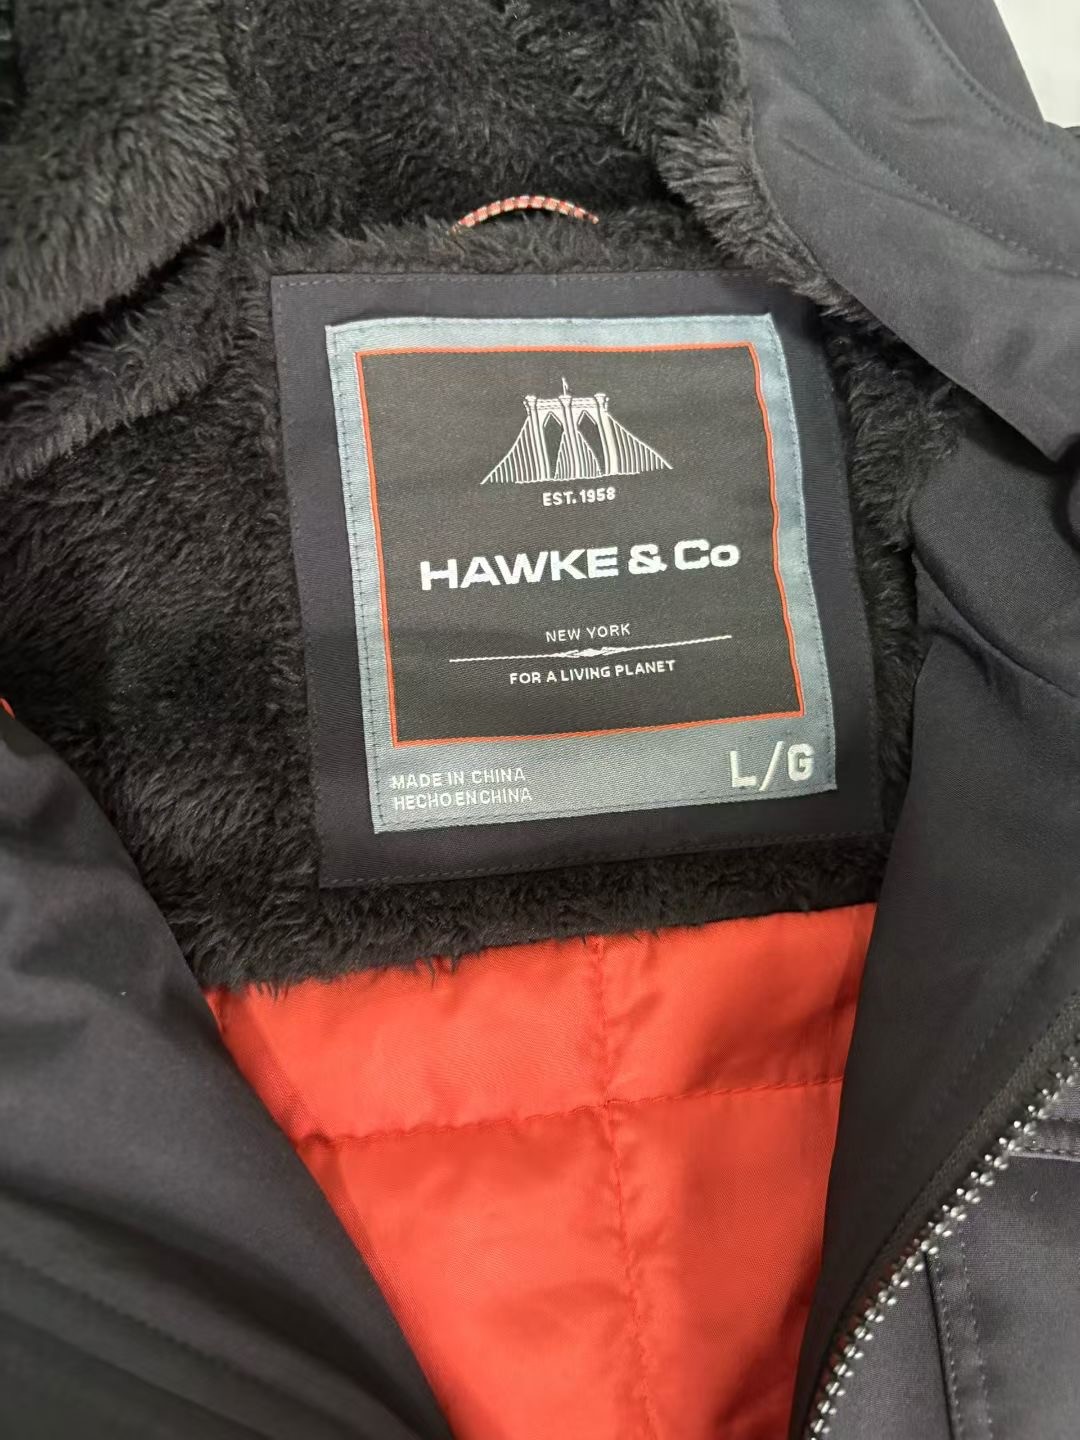 EST. 1958
HAWKE & Co
NEW YORK
FOR A LIVING PLANET
MADE IN CHINA
HECHO EN CHINA
L/G